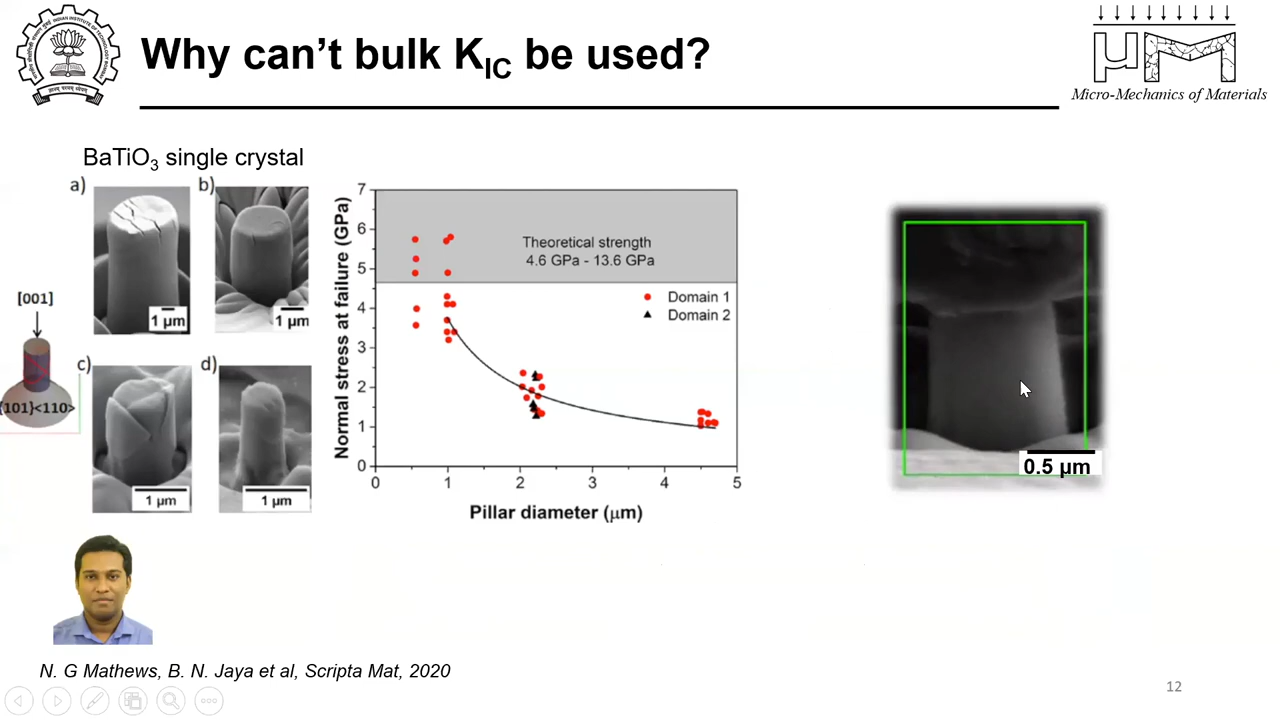 Why can't bulk K_IC be used?
µM
Micro-Mechanics of Materials
BaTiO₃ single crystal
a)
b)
1 µm
1 µm
[001]
{101}<110>
c)
d)
1 µm
1 µm
Normal stress at failure (GPa)
7
6
5
4
3
2
1
0
Theoretical strength
4.6 GPa - 13.6 GPa
Domain 1
Domain 2
0
1
2
3
4
5
Pillar diameter (µm)
0.5 µm
N. G Mathews, B. N. Jaya et al, Scripta Mat, 2020
12